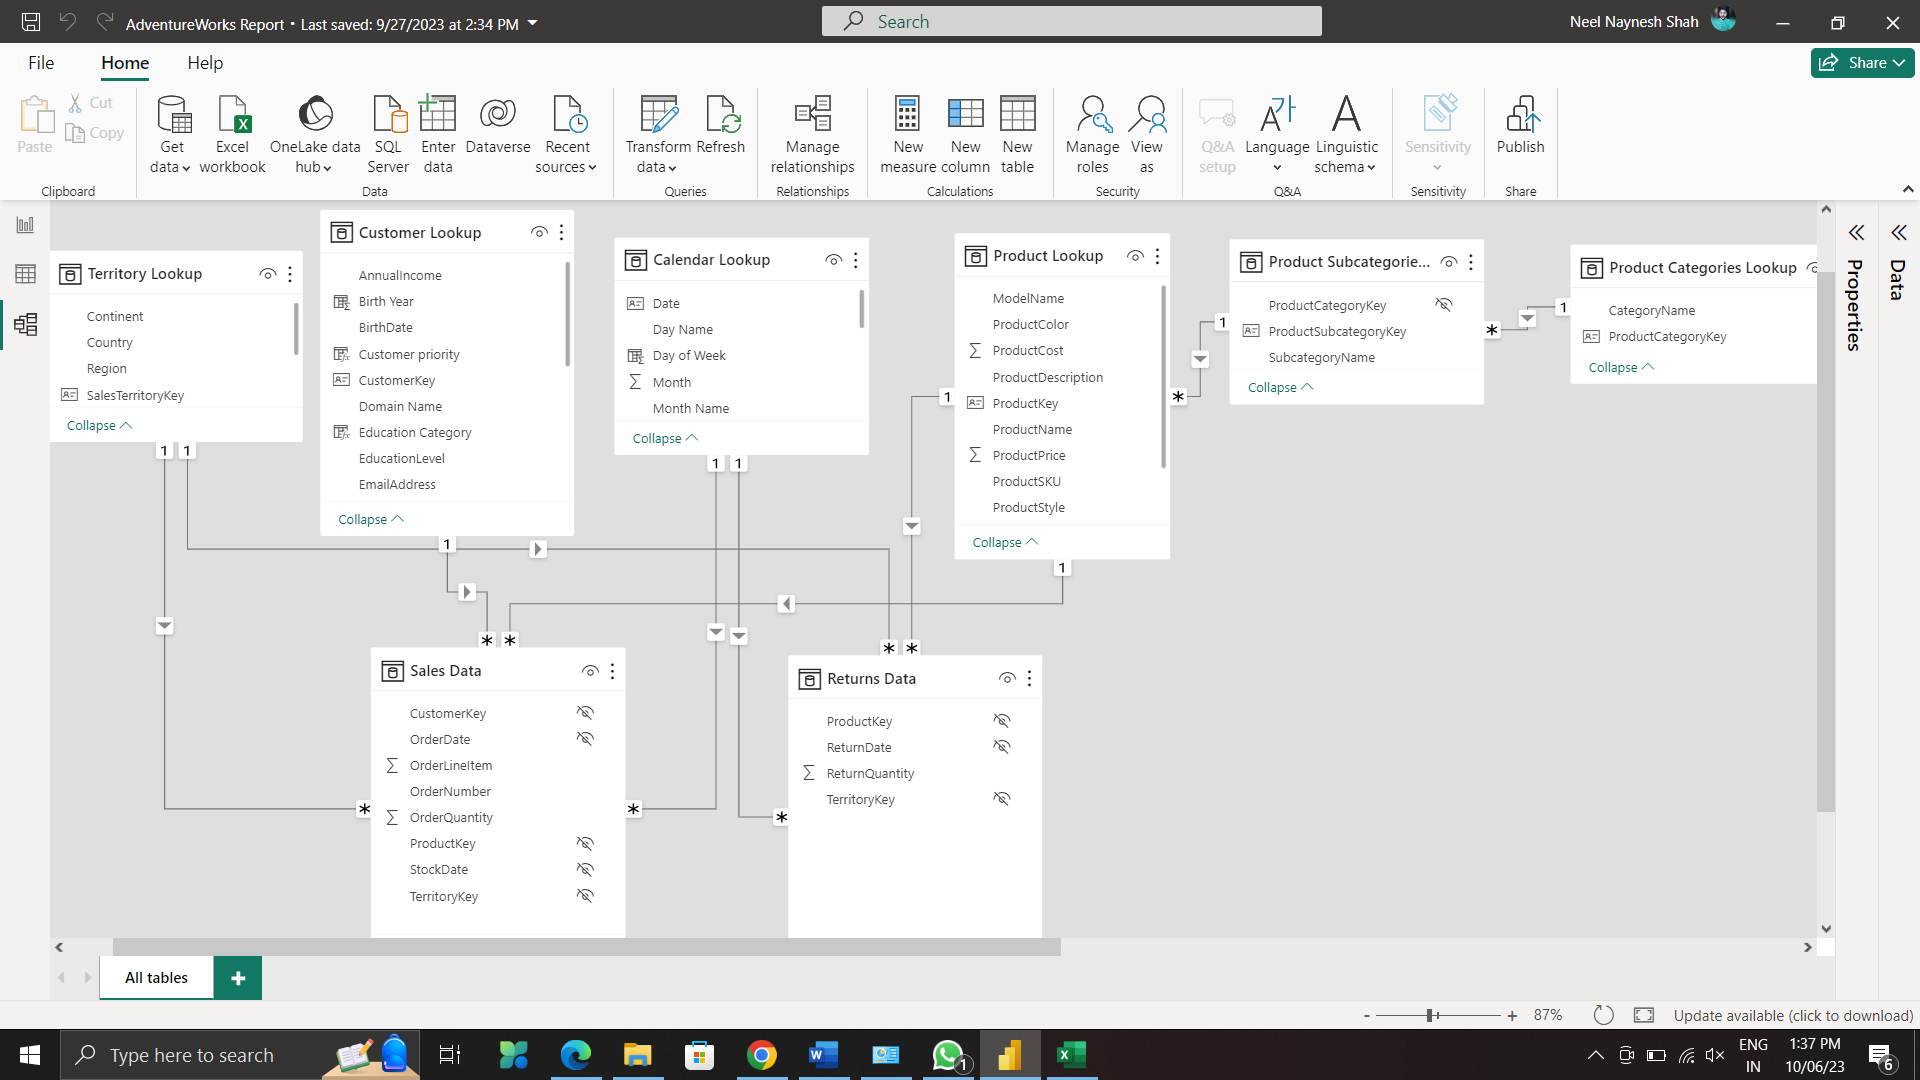 AdventureWorks Report • Last saved: 9/27/2023 at 2:34 PM
Search
Neel Naynesh Shah
File
Home
Help
Share
Paste
Cut
Copy
Get data
Excel workbook
OneLake data hub
SQL Server
Enter data
Dataverse
Recent sources
Transform data
Refresh
Manage relationships
New measure
New column
New table
Manage roles
View as
Q&A setup
Language
Linguistic schema
Sensitivity
Publish
Clipboard
Data
Queries
Relationships
Calculations
Security
Q&A
Sensitivity
Share
Territory Lookup
Continent
Country
Region
SalesTerritoryKey
Collapse
1 1
Customer Lookup
AnnualIncome
Birth Year
BirthDate
Customer priority
CustomerKey
Domain Name
Education Category
EducationLevel
EmailAddress
Collapse
1
Calendar Lookup
Date
Day Name
Day of Week
Month
Month Name
Collapse
1 1
Product Lookup
ModelName
ProductColor
ProductCost
ProductDescription
ProductKey
ProductName
ProductPrice
ProductSKU
ProductStyle
Collapse
1
1
*
1
Product Subcategorie...
ProductCategoryKey
ProductSubcategoryKey
SubcategoryName
Collapse
*
1
Product Categories Lookup
CategoryName
ProductCategoryKey
Collapse
Properties
Data
* *
Sales Data
CustomerKey
OrderDate
OrderLineItem
OrderNumber
OrderQuantity
ProductKey
StockDate
TerritoryKey
*
*
* *
Returns Data
ProductKey
ReturnDate
ReturnQuantity
TerritoryKey
*
All tables
+
- + 87%
Update available (click to download)
Type here to search
1
ENG
IN
1:37 PM
10/06/23
6